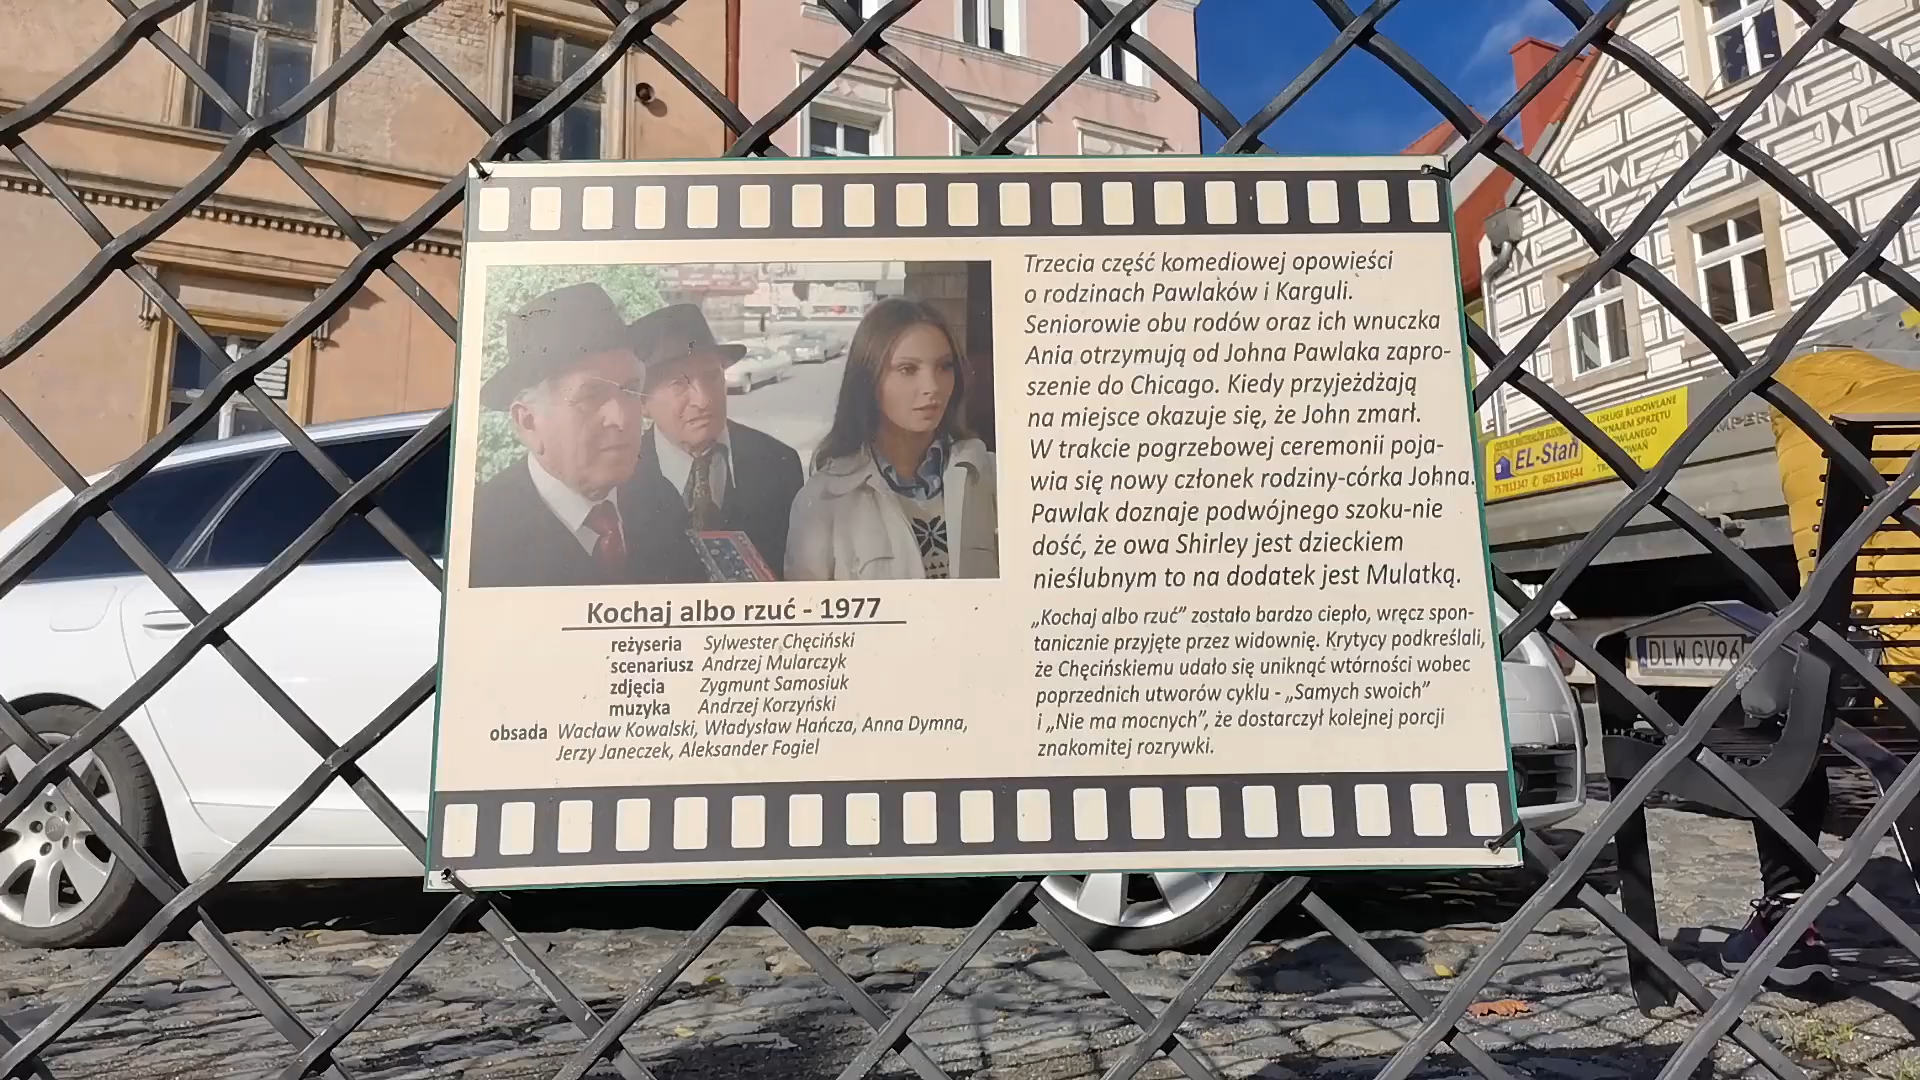 Trzecia część komediowej opowieści
o rodzinach Pawlaków i Karguli.
Seniorowie obu rodów oraz ich wnuczka
Ania otrzymują od Johna Pawlaka zapro-
szenie do Chicago. Kiedy przyjeżdżają
na miejsce okazuje się, że John zmarł.
W trakcie pogrzebowej ceremonii poja-
wia się nowy członek rodziny-córka Johna.
Pawlak doznaje podwójnego szoku-nie
dość, że owa Shirley jest dzieckiem
nieślubnym to na dodatek jest Mulatką.
„Kochaj albo rzuć” zostało bardzo ciepło, wręcz spon-
tanicznie przyjęte przez widownię. Krytycy podkreślali,
że Chęcińskiemu udało się uniknąć wtórności wobec
poprzednich utworów cyklu - „Samych swoich”
i „Nie ma mocnych”, że dostarczył kolejnej porcji
znakomitej rozrywki.
Kochaj albo rzuć - 1977
reżyseria Sylwester Chęciński
scenariusz Andrzej Mularczyk
zdjęcia Zygmunt Samosiuk
muzyka Andrzej Korzyński
obsada Wacław Kowalski, Władysław Hańcza, Anna Dymna,
Jerzy Janeczek, Aleksander Fogiel
USŁUGI BUDOWLANE
EL-Stan
DLW GV96